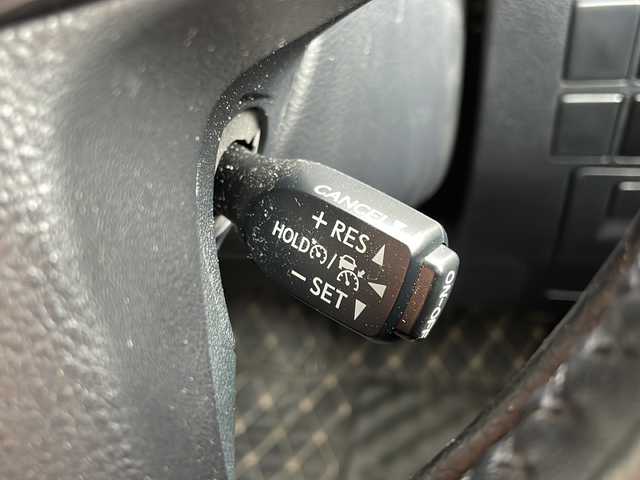 CANCEL
+ RES
HOLD /
− SET
ON-OFF